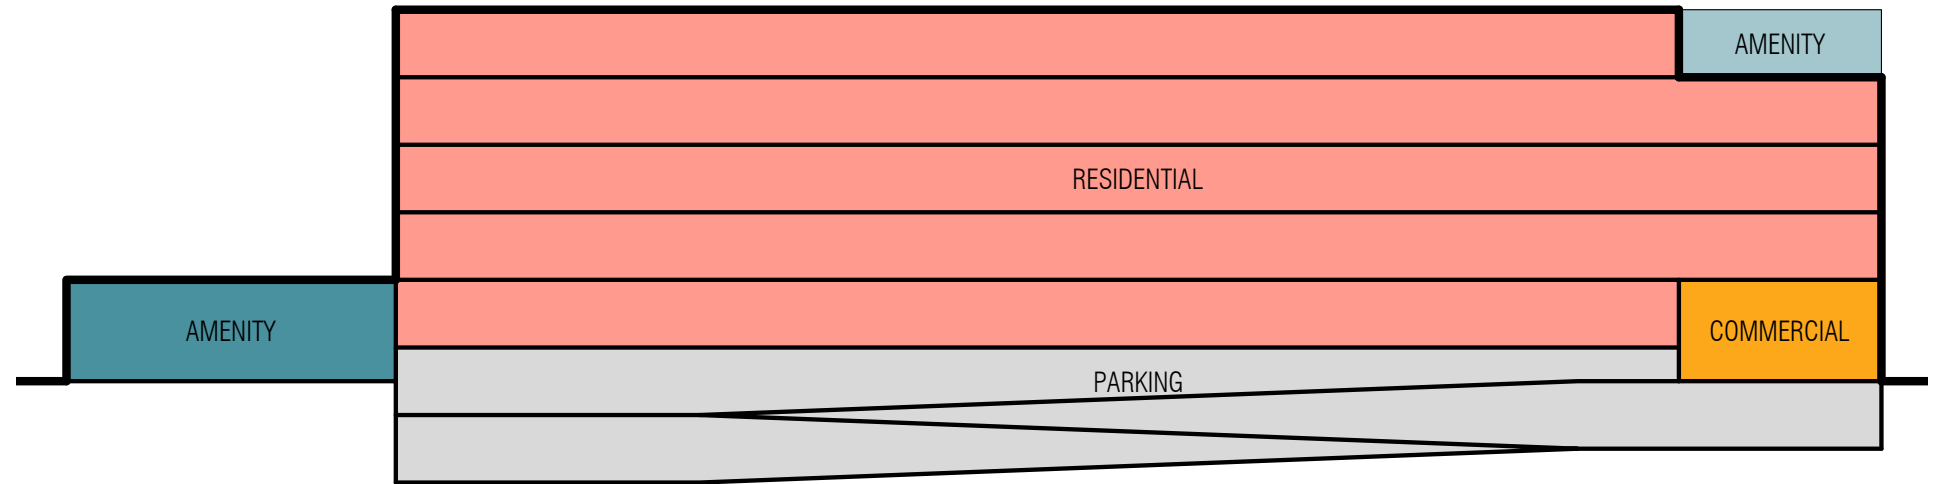 AMENITY
RESIDENTIAL
AMENITY
COMMERCIAL
PARKING